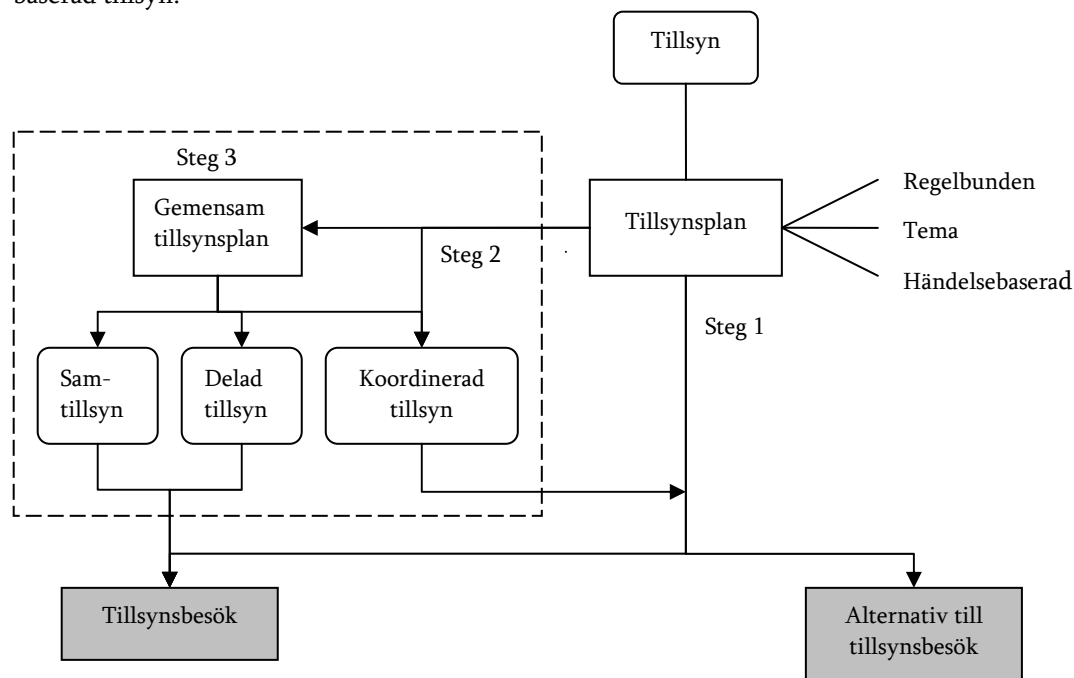 baserad tillsyn.
Tillsyn
Steg 3
Gemensam
tillsynsplan
Tillsynsplan
Regelbunden
Tema
Händelsebaserad
Steg 2
Steg 1
Sam-
tillsyn
Delad
tillsyn
Koordinerad
tillsyn
Tillsynsbesök
Alternativ till
tillsynsbesök